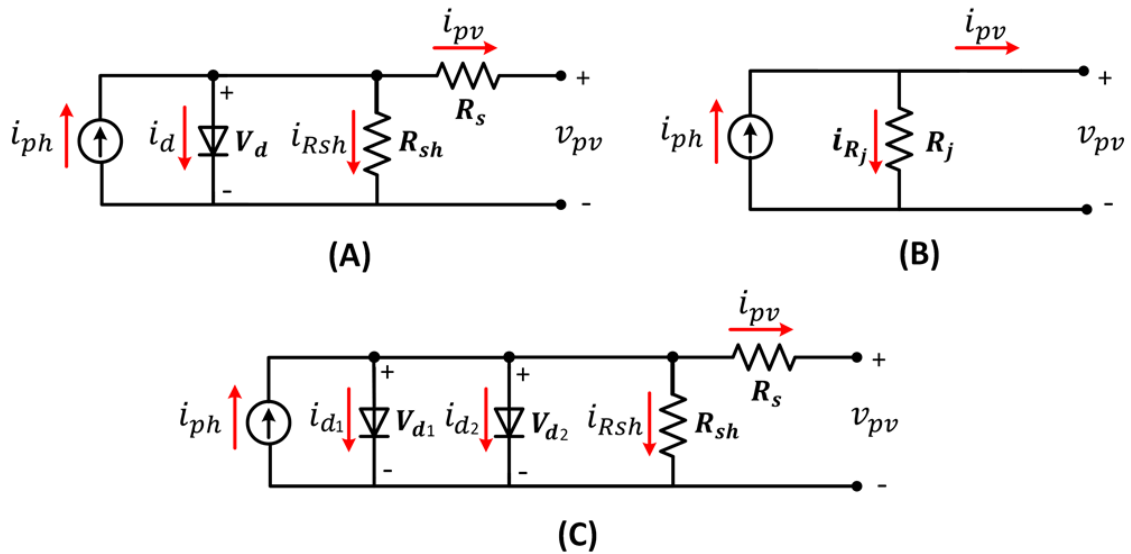 i_pv
i_ph
i_d
+
V_d
-
i_Rsh
R_sh
R_s
+
v_pv
-
(A)
i_pv
i_ph
i_Rj
R_j
+
v_pv
-
(B)
i_pv
i_ph
i_d1
+
V_d1
-
i_d2
+
V_d2
-
i_Rsh
R_sh
R_s
+
v_pv
-
(C)